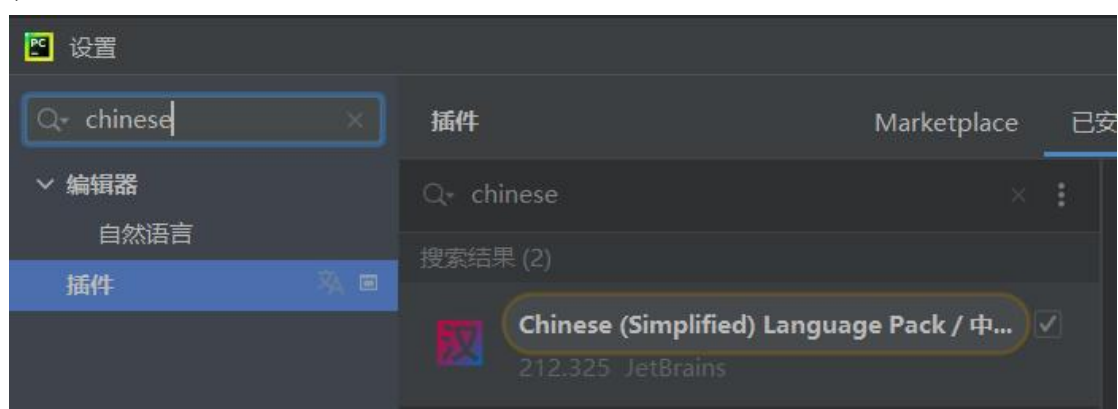 PC 设置
chinese
插件 Marketplace 已安
编辑器
chinese
自然语言
搜索结果 (2)
插件
汉 Chinese (Simplified) Language Pack / 中...
212.325 JetBrains